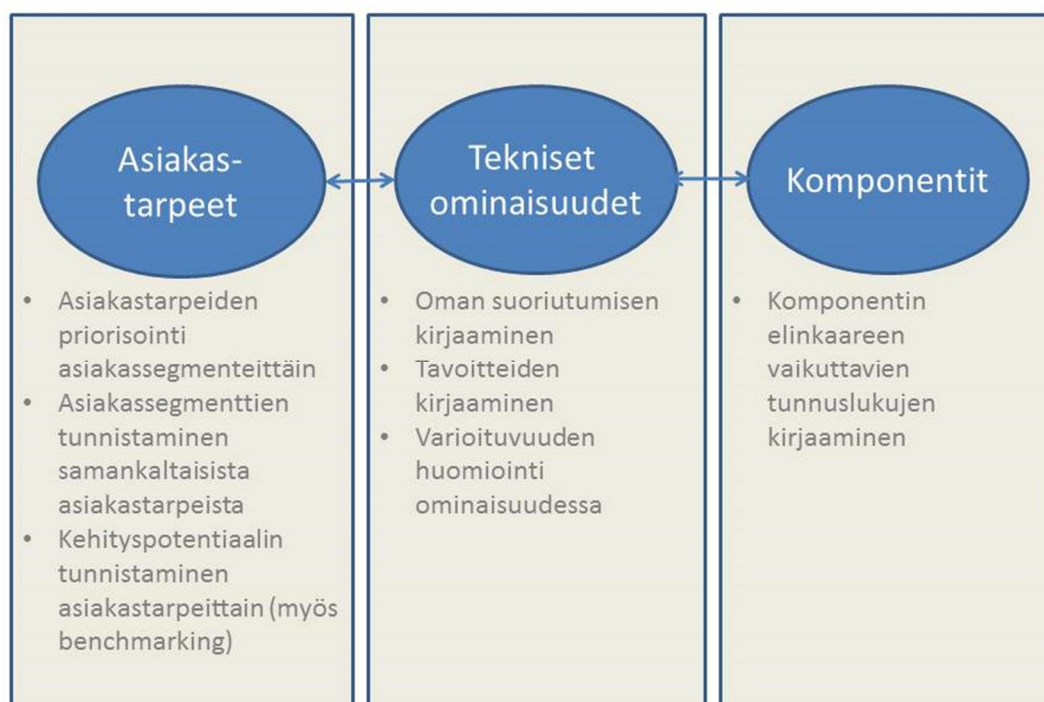 Asiakas-
tarpeet
• Asiakastarpeiden
priorisointi
asiakassegmenteittäin
• Asiakassegmenttien
tunnistaminen
samankaltaisista
asiakastarpeista
• Kehityspotentiaalin
tunnistaminen
asiakastarpeittain (myös
benchmarking)
Tekniset
ominaisuudet
• Oman suoriutumisen
kirjaaminen
• Tavoitteiden
kirjaaminen
• Varioituvuuden
huomiointi
ominaisuudessa
Komponentit
• Komponentin
elinkaareen
vaikuttavien
tunnuslukujen
kirjaaminen